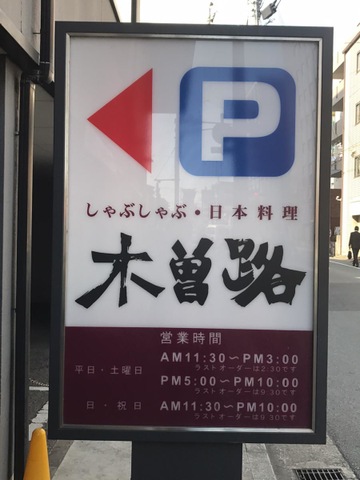 P
しゃぶしゃぶ・日本料理
木曽路
営業時間
平日・土曜日 AM11:30〜PM3:00
ラストオーダーは2:30です
PM5:00〜PM10:00
ラストオーダーは9:30です
日・祝日 AM11:30〜PM10:00
ラストオーダーは9:30です